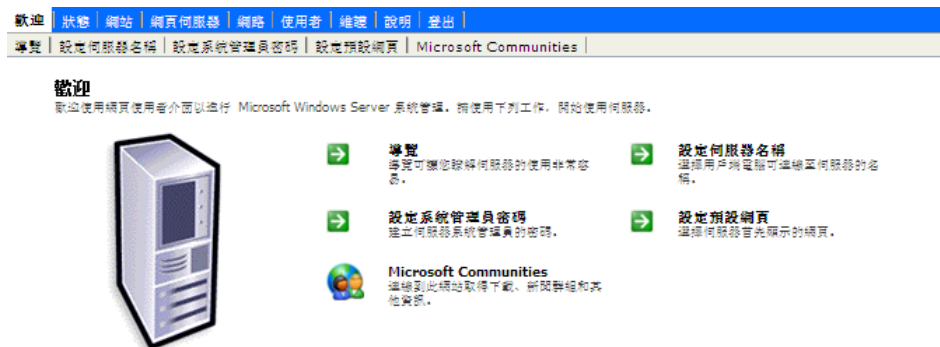 歡迎 狀態 網站 網頁伺服器 網路 使用者 維護 說明 登出
導覽 設定伺服器名稱 設定系統管理員密碼 設定預設網頁 Microsoft Communities
歡迎
歡迎使用網頁使用者介面以進行 Microsoft Windows Server 系統管理。請使用下列工作，開始使用伺服器。
導覽
導覽可讓您瞭解伺服器的使用非常容
易。
設定伺服器名稱
選擇用戶端電腦可連線至伺服器的名
稱。
設定系統管理員密碼
建立伺服器系統管理員的密碼。
設定預設網頁
選擇伺服器首先顯示的網頁。
Microsoft Communities
連線到此網站取得下載、新聞群組和其
他資訊。